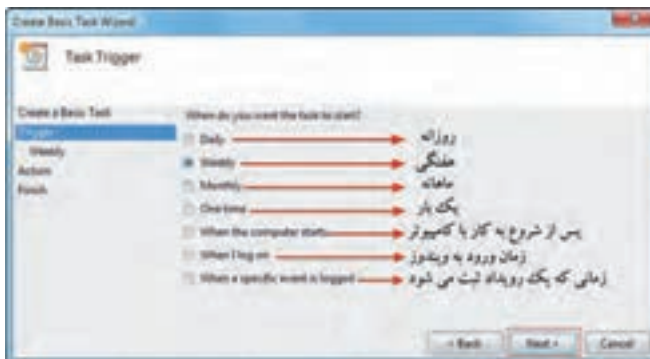 Create Basic Task Wizard
Task Trigger
Create a Basic Task
Trigger
Weekly
Action
Finish
When do you want the task to start?
Daily روزانه
Weekly هفتگی
Monthly ماهانه
One time یک بار
When the computer starts پس از شروع به کار با کامپیوتر
When I log on زمان ورود به ویندوز
When a specific event is logged زمانی که یک رویداد ثبت می شود
< Back Next > Cancel